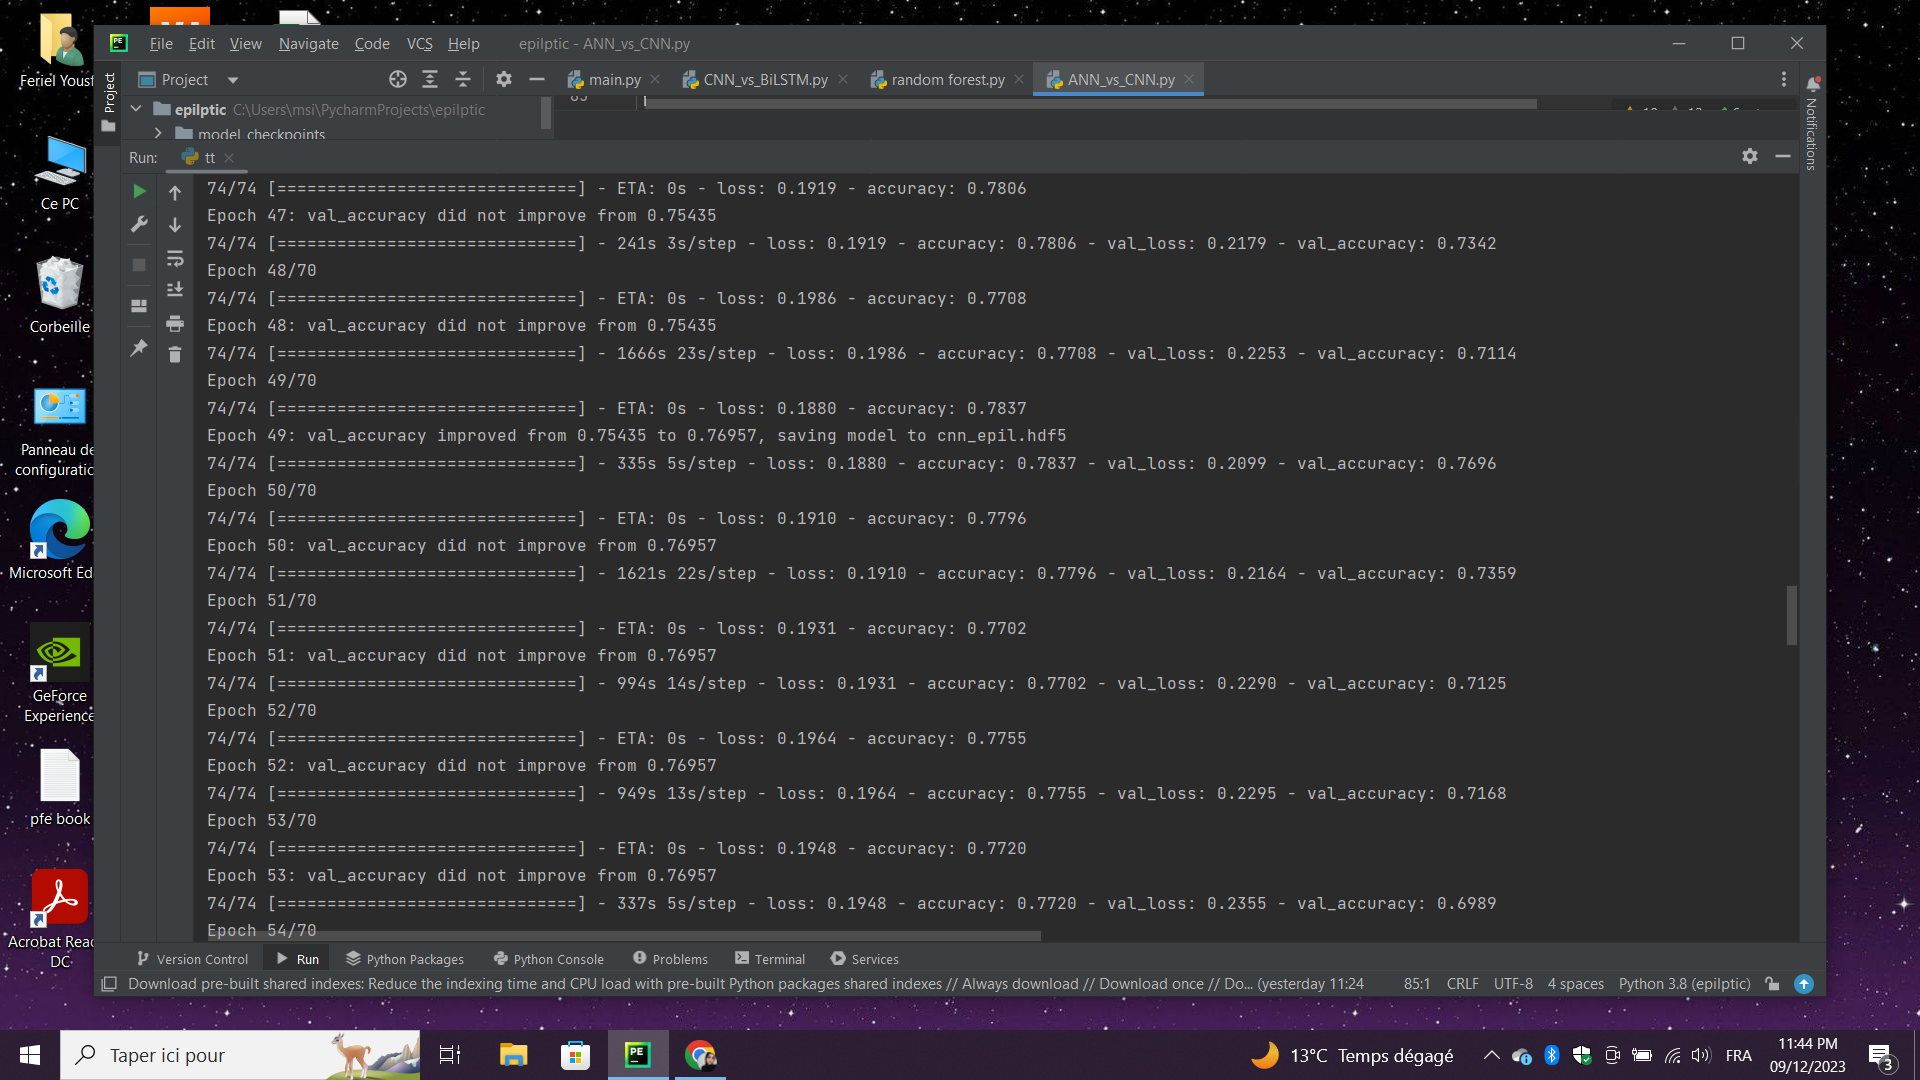 File Edit View Navigate Code VCS Help epilptic - ANN_vs_CNN.py
Project main.py CNN_vs_BiLSTM.py random forest.py ANN_vs_CNN.py
epilptic C:\Users\msi\PycharmProjects\epilptic
model_checkpoints
Project
Notifications
Run: tt
74/74 [==============================] - ETA: 0s - loss: 0.1919 - accuracy: 0.7806
Epoch 47: val_accuracy did not improve from 0.75435
74/74 [==============================] - 241s 3s/step - loss: 0.1919 - accuracy: 0.7806 - val_loss: 0.2179 - val_accuracy: 0.7342
Epoch 48/70
74/74 [==============================] - ETA: 0s - loss: 0.1986 - accuracy: 0.7708
Epoch 48: val_accuracy did not improve from 0.75435
74/74 [==============================] - 1666s 23s/step - loss: 0.1986 - accuracy: 0.7708 - val_loss: 0.2253 - val_accuracy: 0.7114
Epoch 49/70
74/74 [==============================] - ETA: 0s - loss: 0.1880 - accuracy: 0.7837
Epoch 49: val_accuracy improved from 0.75435 to 0.76957, saving model to cnn_epil.hdf5
74/74 [==============================] - 335s 5s/step - loss: 0.1880 - accuracy: 0.7837 - val_loss: 0.2099 - val_accuracy: 0.7696
Epoch 50/70
74/74 [==============================] - ETA: 0s - loss: 0.1910 - accuracy: 0.7796
Epoch 50: val_accuracy did not improve from 0.76957
74/74 [==============================] - 1621s 22s/step - loss: 0.1910 - accuracy: 0.7796 - val_loss: 0.2164 - val_accuracy: 0.7359
Epoch 51/70
74/74 [==============================] - ETA: 0s - loss: 0.1931 - accuracy: 0.7702
Epoch 51: val_accuracy did not improve from 0.76957
74/74 [==============================] - 994s 14s/step - loss: 0.1931 - accuracy: 0.7702 - val_loss: 0.2290 - val_accuracy: 0.7125
Epoch 52/70
74/74 [==============================] - ETA: 0s - loss: 0.1964 - accuracy: 0.7755
Epoch 52: val_accuracy did not improve from 0.76957
74/74 [==============================] - 949s 13s/step - loss: 0.1964 - accuracy: 0.7755 - val_loss: 0.2295 - val_accuracy: 0.7168
Epoch 53/70
74/74 [==============================] - ETA: 0s - loss: 0.1948 - accuracy: 0.7720
Epoch 53: val_accuracy did not improve from 0.76957
74/74 [==============================] - 337s 5s/step - loss: 0.1948 - accuracy: 0.7720 - val_loss: 0.2355 - val_accuracy: 0.6989
Epoch 54/70
Version Control Run Python Packages Python Console Problems Terminal Services
Download pre-built shared indexes: Reduce the indexing time and CPU load with pre-built Python packages shared indexes // Always download // Download once // Do... (yesterday 11:24 85:1 CRLF UTF-8 4 spaces Python 3.8 (epilptic)
Feriel Yousf
Ce PC
Corbeille
Panneau de
configuratic
Microsoft Ed
GeForce
Experience
pfe book
Acrobat Reac
DC
Taper ici pour
13°C Temps dégagé FRA
11:44 PM
09/12/2023
3